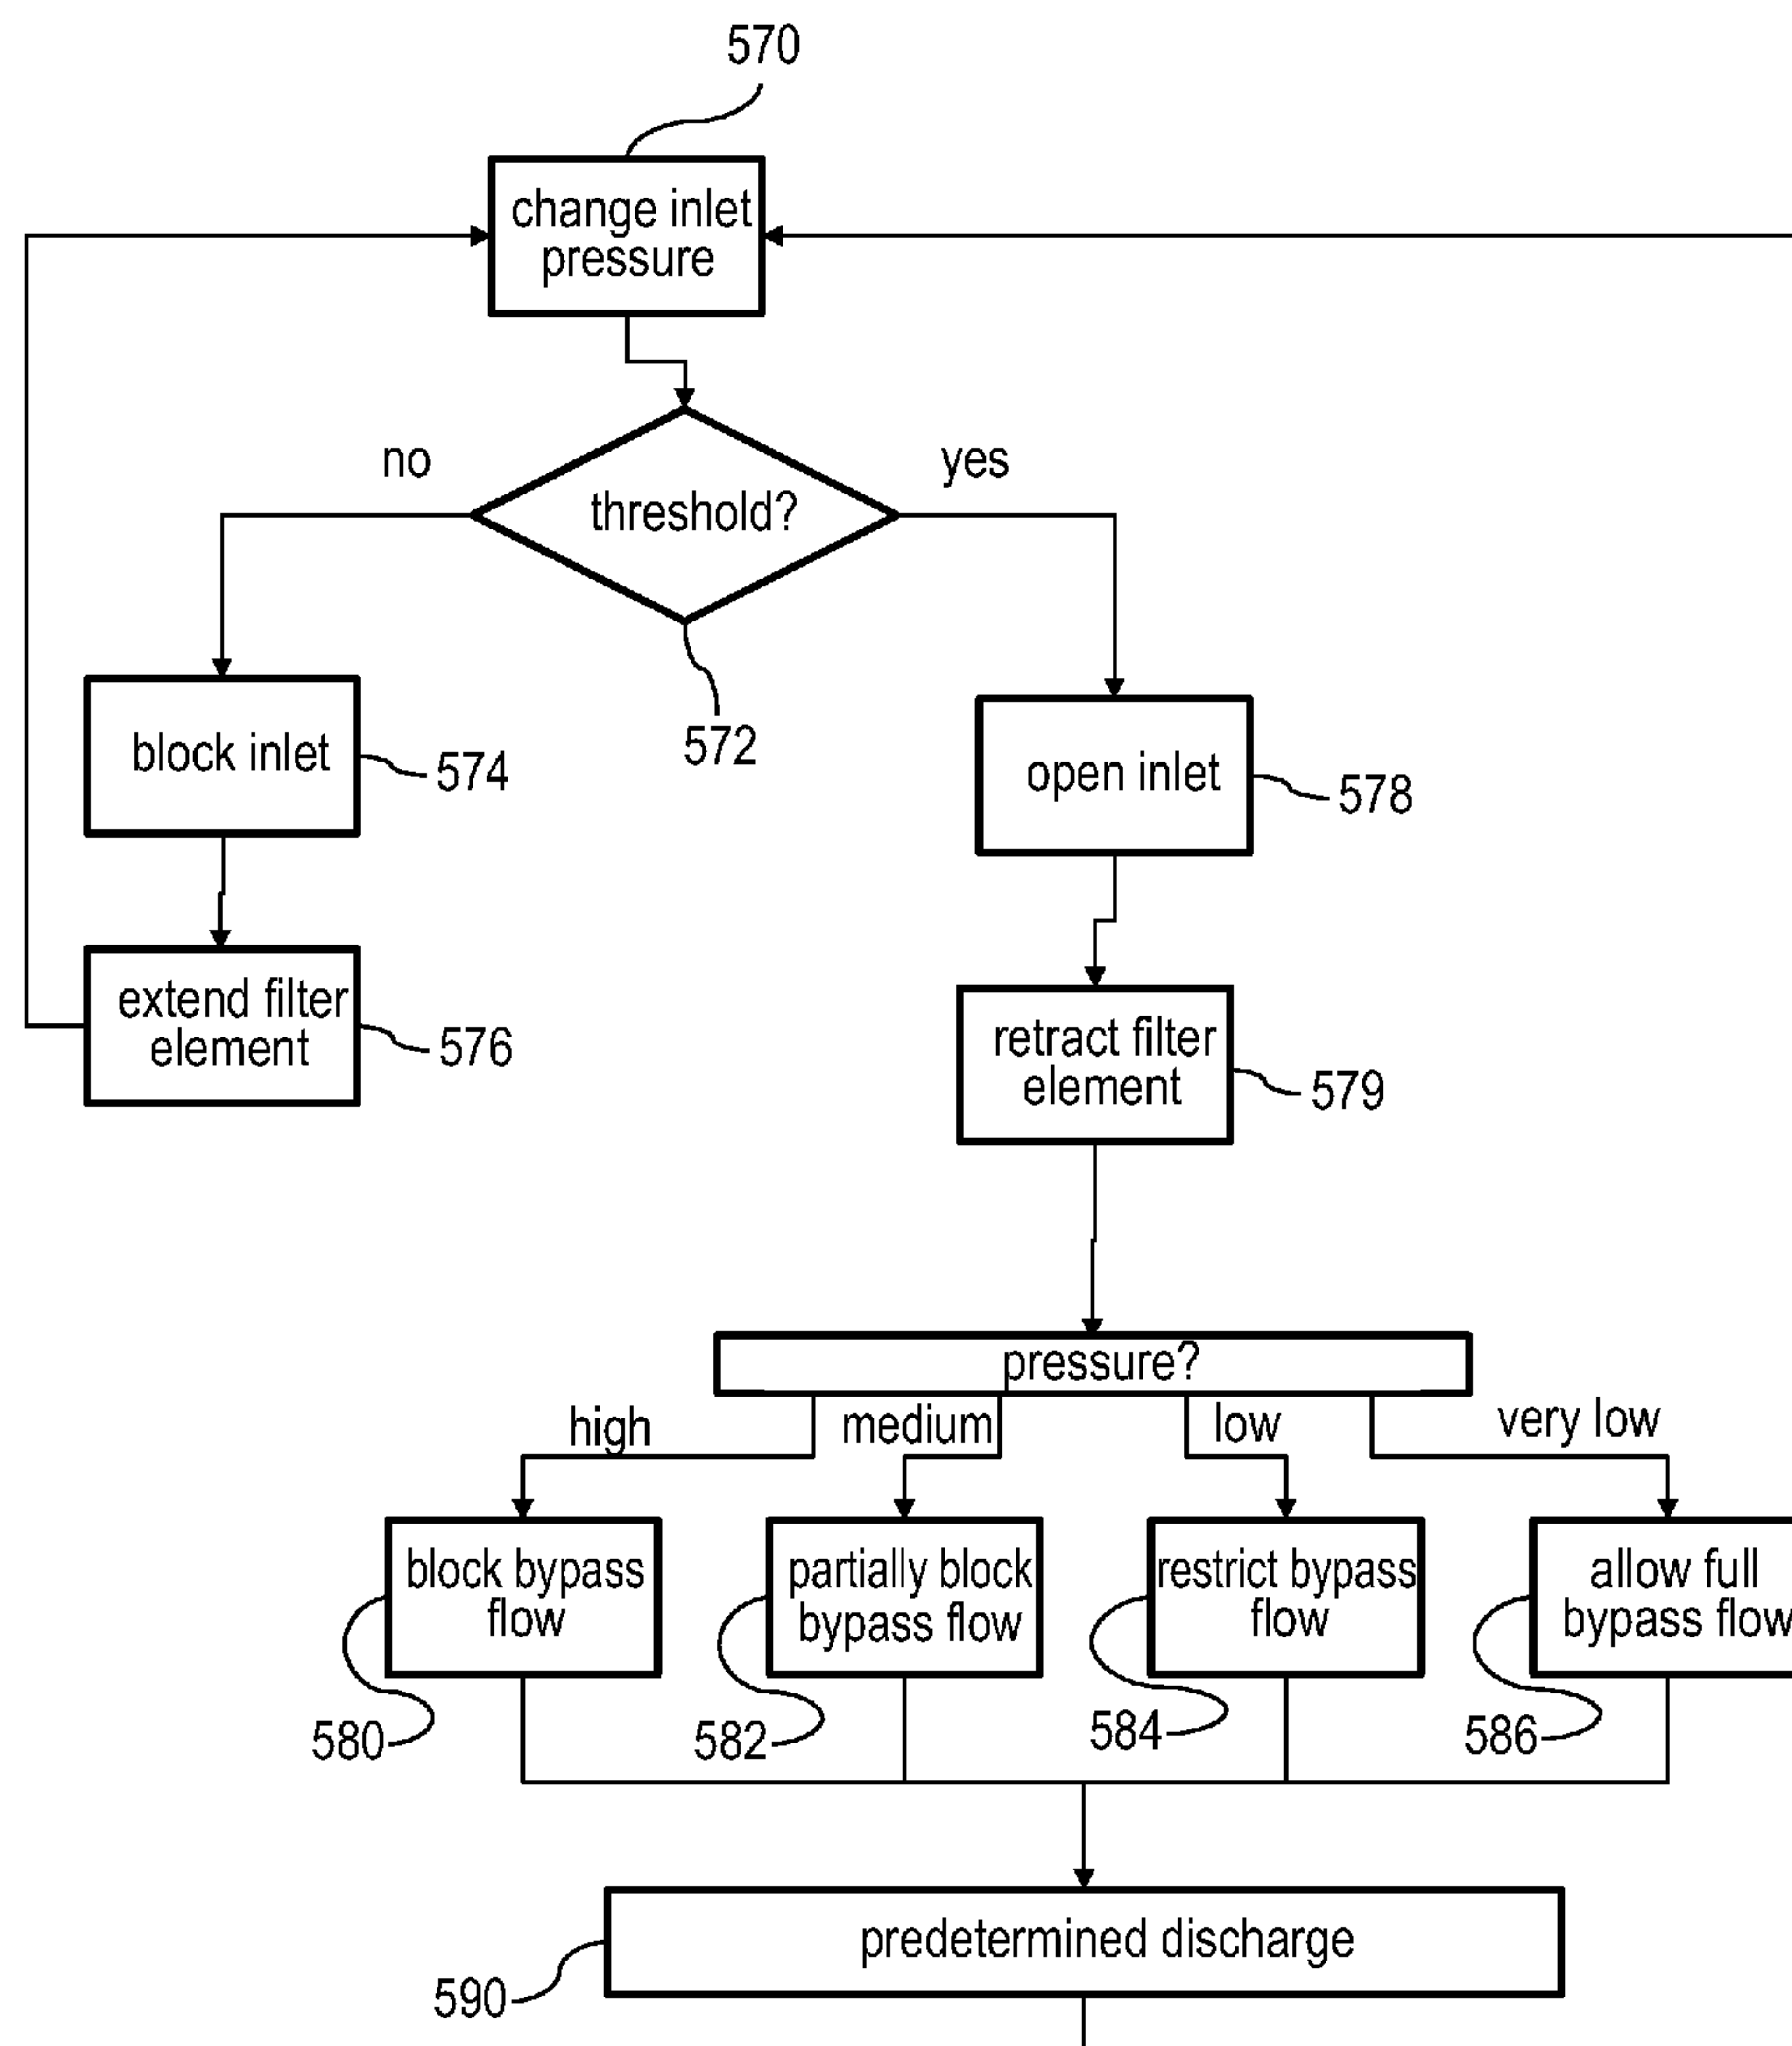 570
change inlet
pressure
no
yes
threshold?
572
block inlet
574
open inlet
578
extend filter
element
576
retract filter
element
579
pressure?
high
medium
low
very low
block bypass
flow
partially block
bypass flow
restrict bypass
flow
allow full
bypass flow
580
582
584
586
predetermined discharge
590